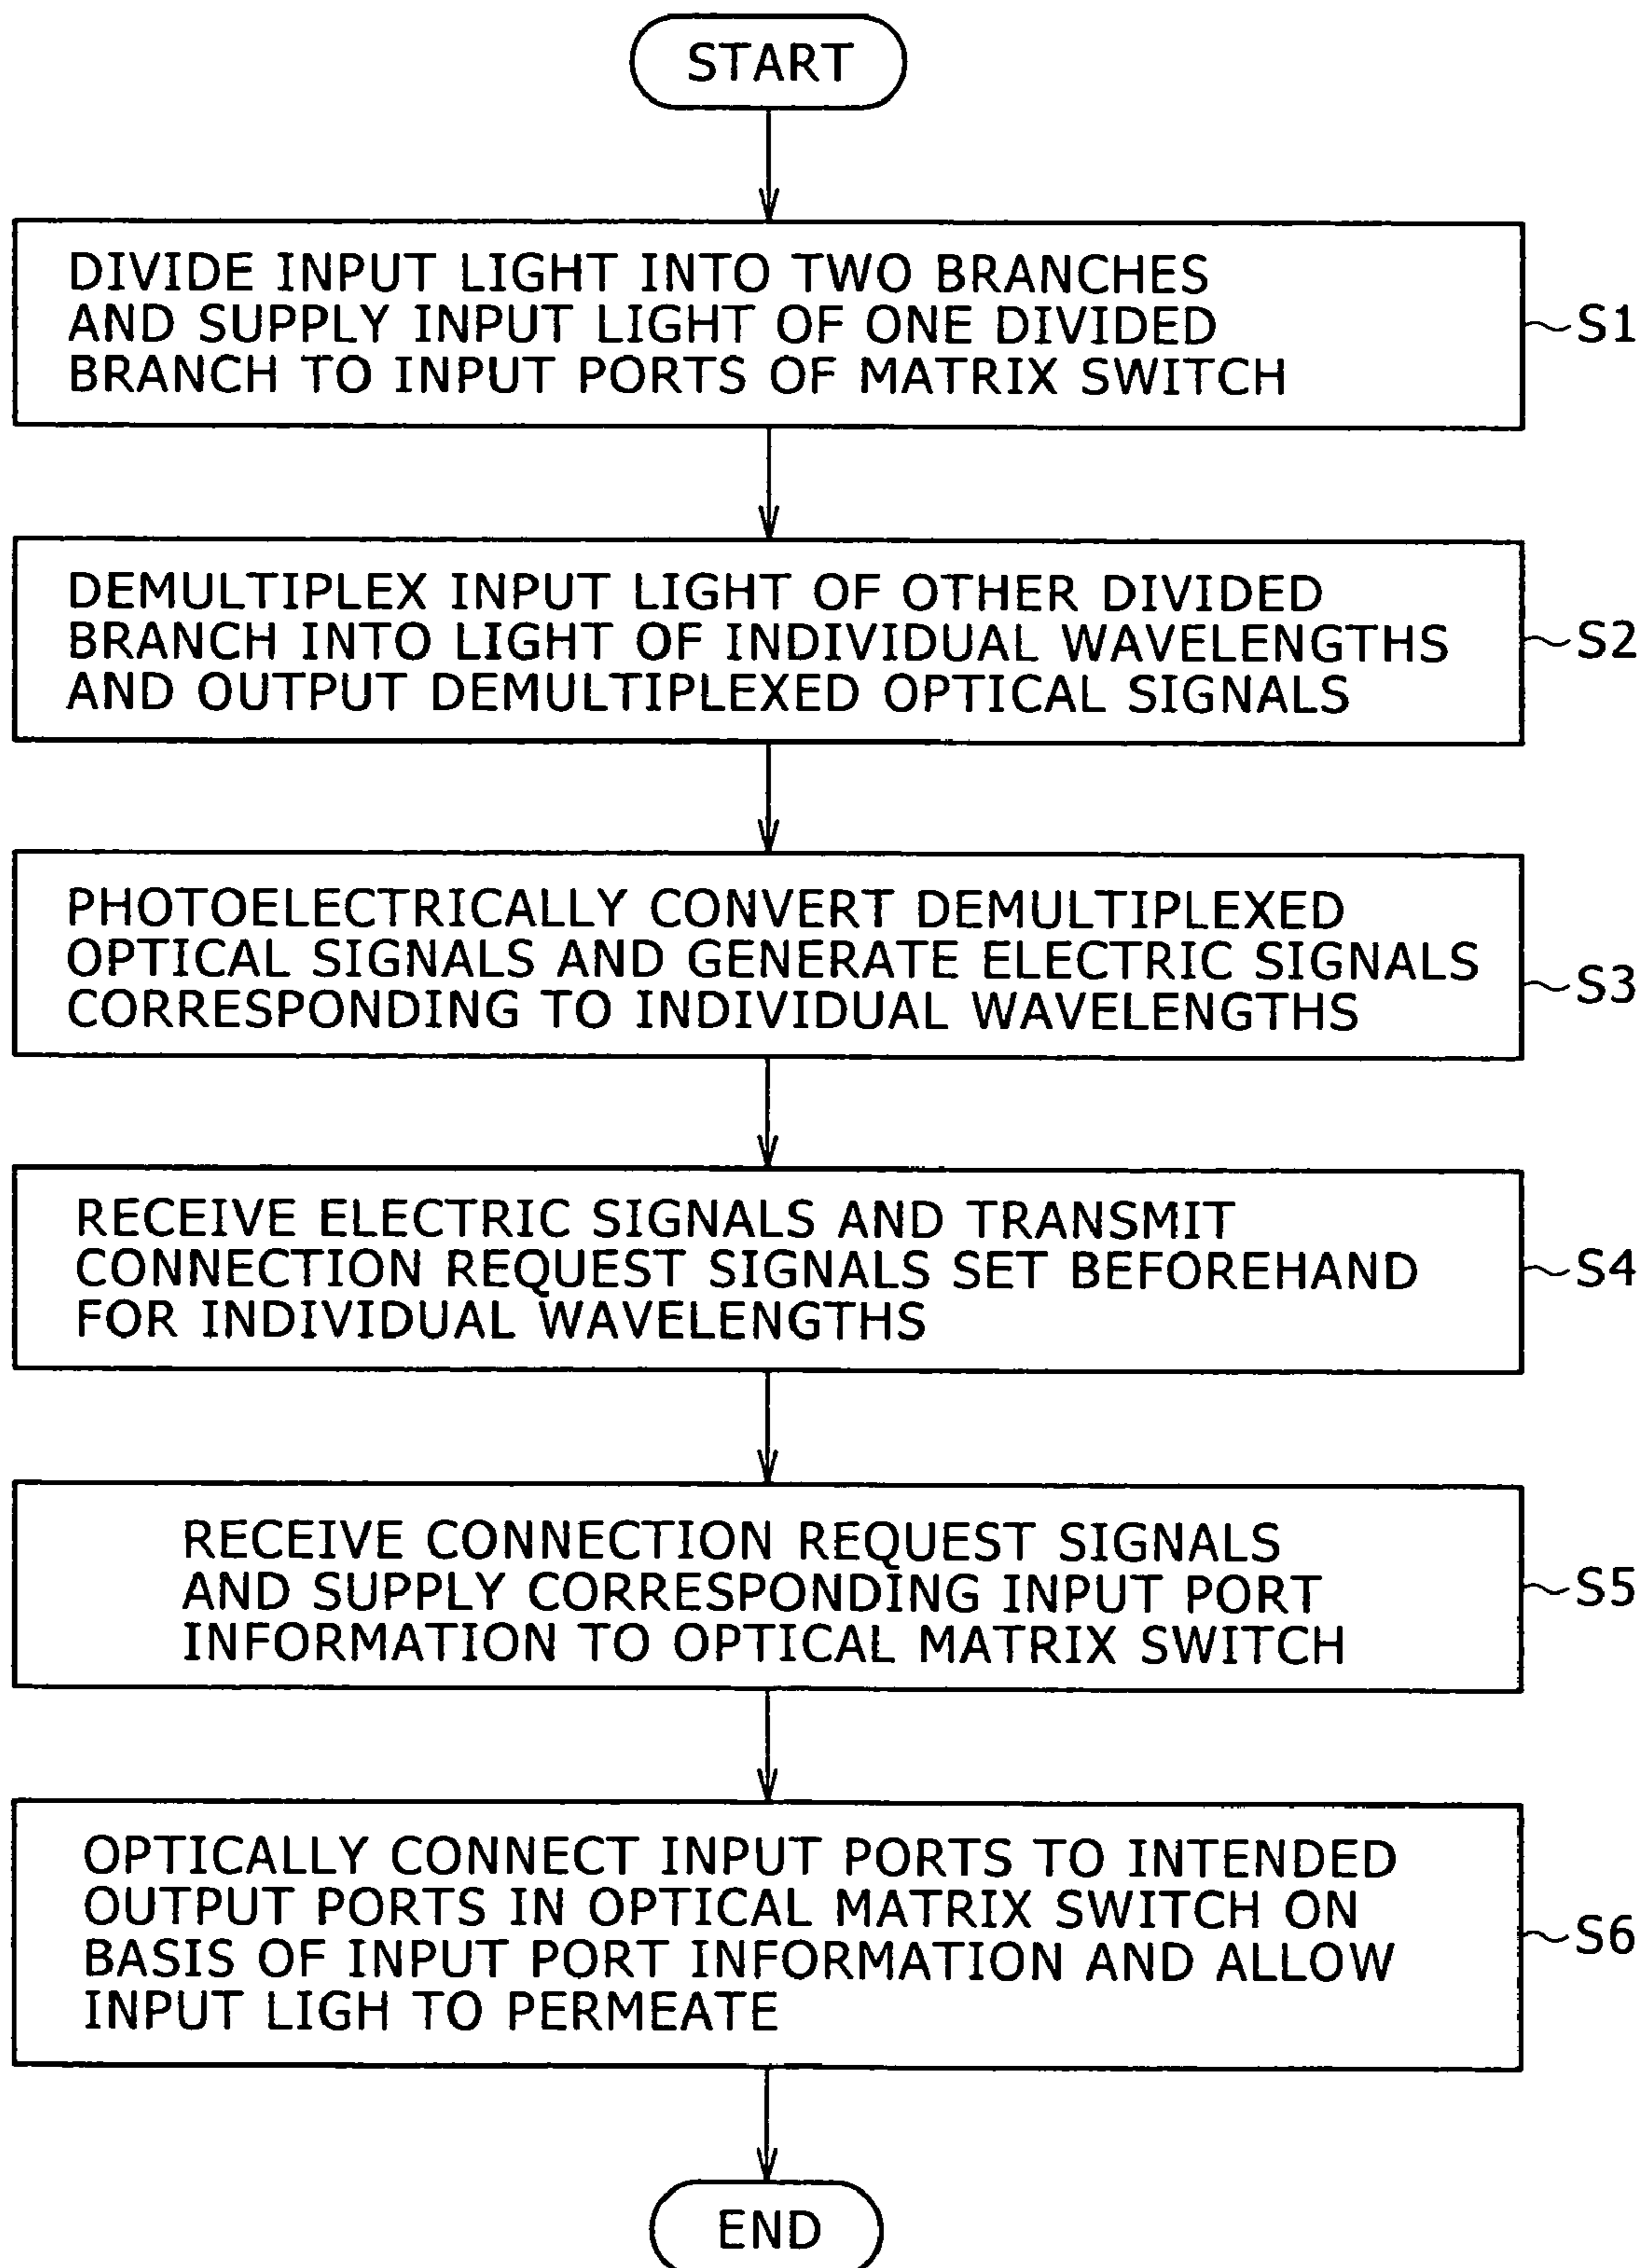 START
DIVIDE INPUT LIGHT INTO TWO BRANCHES
AND SUPPLY INPUT LIGHT OF ONE DIVIDED
BRANCH TO INPUT PORTS OF MATRIX SWITCH
S1
DEMULTIPLEX INPUT LIGHT OF OTHER DIVIDED
BRANCH INTO LIGHT OF INDIVIDUAL WAVELENGTHS
AND OUTPUT DEMULTIPLEXED OPTICAL SIGNALS
S2
PHOTOELECTRICALLY CONVERT DEMULTIPLEXED
OPTICAL SIGNALS AND GENERATE ELECTRIC SIGNALS
CORRESPONDING TO INDIVIDUAL WAVELENGTHS
S3
RECEIVE ELECTRIC SIGNALS AND TRANSMIT
CONNECTION REQUEST SIGNALS SET BEFOREHAND
FOR INDIVIDUAL WAVELENGTHS
S4
RECEIVE CONNECTION REQUEST SIGNALS
AND SUPPLY CORRESPONDING INPUT PORT
INFORMATION TO OPTICAL MATRIX SWITCH
S5
OPTICALLY CONNECT INPUT PORTS TO INTENDED
OUTPUT PORTS IN OPTICAL MATRIX SWITCH ON
BASIS OF INPUT PORT INFORMATION AND ALLOW
INPUT LIGH TO PERMEATE
S6
END